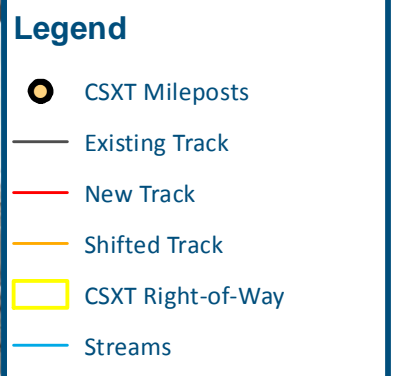 Legend
CSXT Mileposts
Existing Track
New Track
Shifted Track
CSXT Right-of-Way
Streams